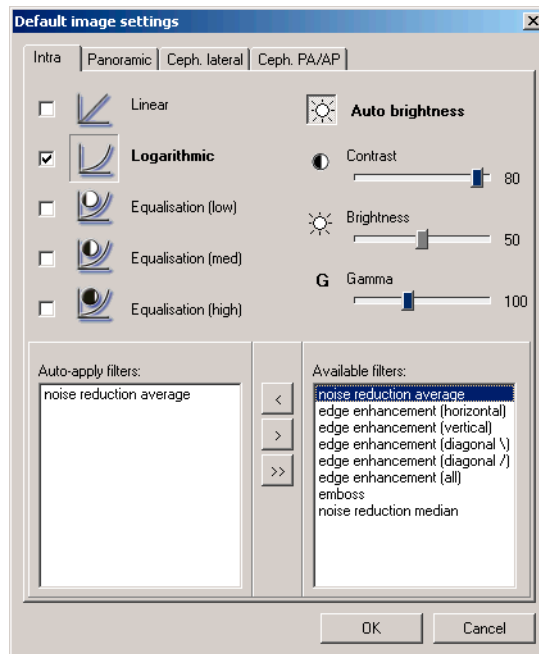 Default image settings
Intra
Panoramic
Ceph. lateral
Ceph. PA/AP
Linear
Logarithmic
Equalisation (low)
Equalisation (med)
Equalisation (high)
Auto brightness
Contrast
80
Brightness
50
G
Gamma
100
Auto-apply filters:
noise reduction average
<
>
>>
Available filters:
noise reduction average
edge enhancement (horizontal)
edge enhancement (vertical)
edge enhancement (diagonal \)
edge enhancement (diagonal /)
edge enhancement (all)
emboss
noise reduction median
OK
Cancel